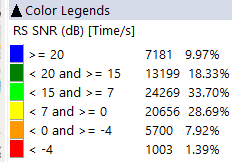 Color Legends
RS SNR (dB) [Time/s]
>= 20 7181 9.97%
< 20 and >= 15 13199 18.33%
< 15 and >= 7 24269 33.70%
< 7 and >= 0 20656 28.69%
< 0 and >= -4 5700 7.92%
< -4 1003 1.39%